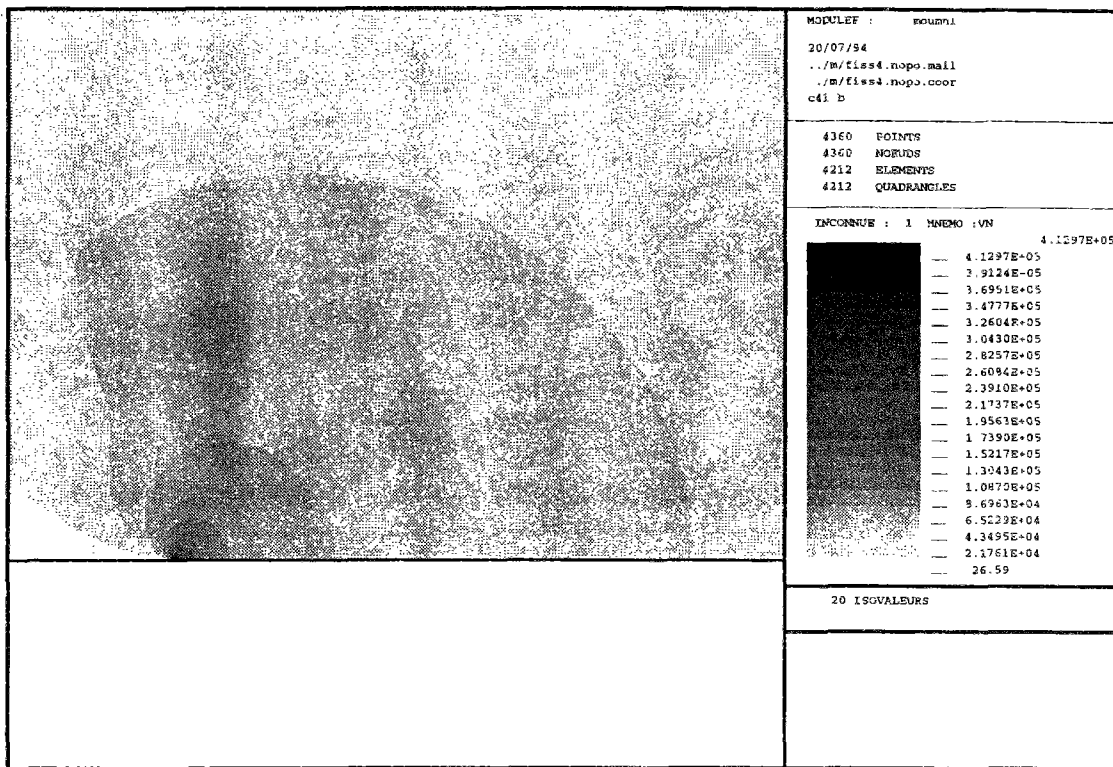 MODULEF : moumni
20/07/94
../m/fiss4.nopo.mail
./m/fiss4.nopo.coor
c41 b
4360 POINTS
4360 NOEUDS
4212 ELEMENTS
4212 QUADRANGLES
INCONNUE : 1 MNEMO :VN
4.1297E+05
4.1297E+05
3.9124E+05
3.6951E+05
3.4777E+05
3.2604E+05
3.0430E+05
2.8257E+05
2.6084E+05
2.3910E+05
2.1737E+05
1.9563E+05
1.7390E+05
1.5217E+05
1.3043E+05
1.0870E+05
8.6963E+04
6.5229E+04
4.3495E+04
2.1761E+04
26.59
20 ISOVALEURS